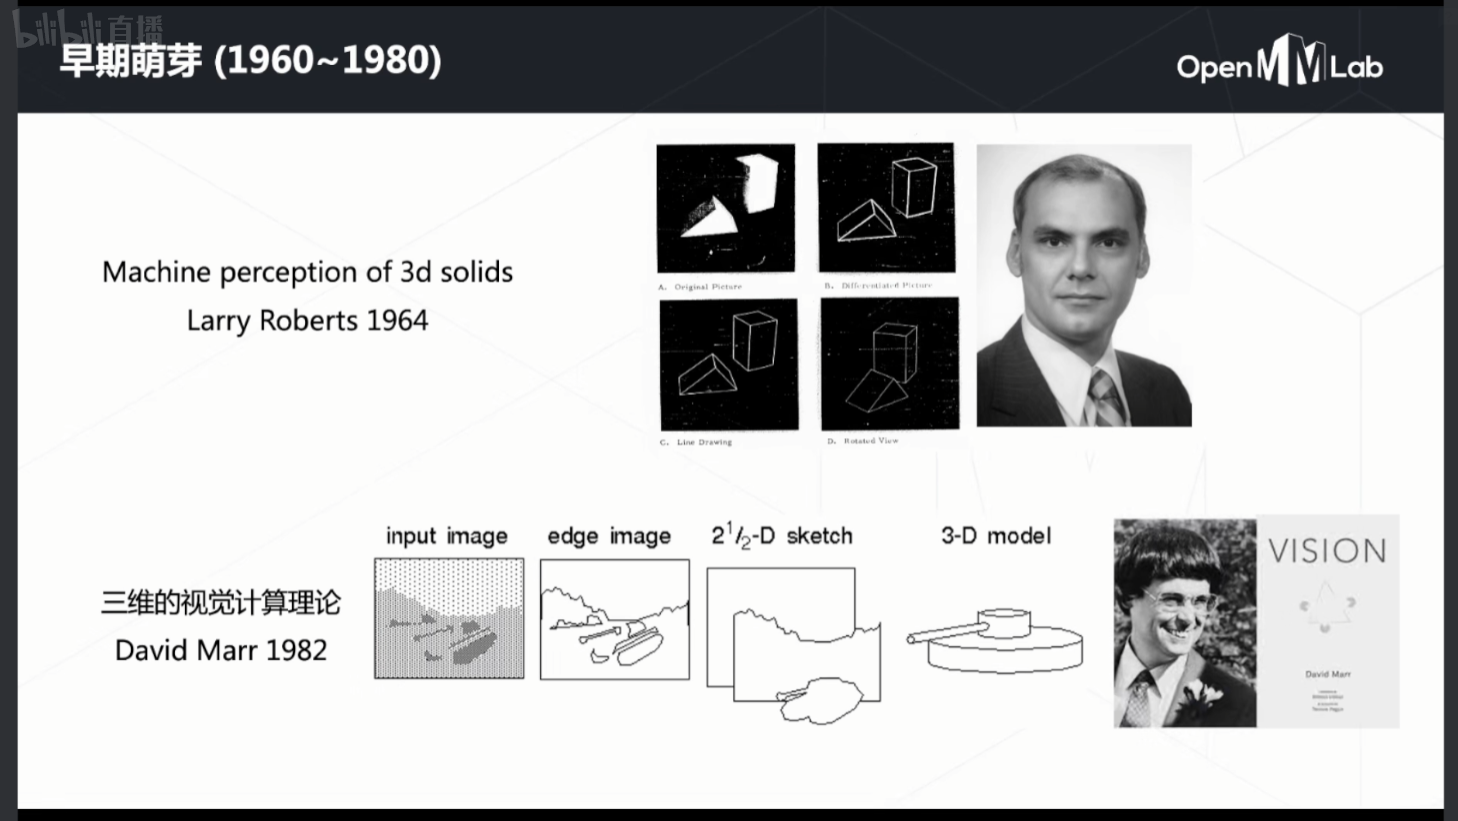 bilibili直播
早期萌芽 (1960~1980)
OpenMMLab
Machine perception of 3d solids
Larry Roberts 1964
A. Original Picture
B. Differentiated Picture
C. Line Drawing
D. Rotated View
input image
edge image
2 1/2-D sketch
3-D model
三维的视觉计算理论
David Marr 1982
VISION
David Marr